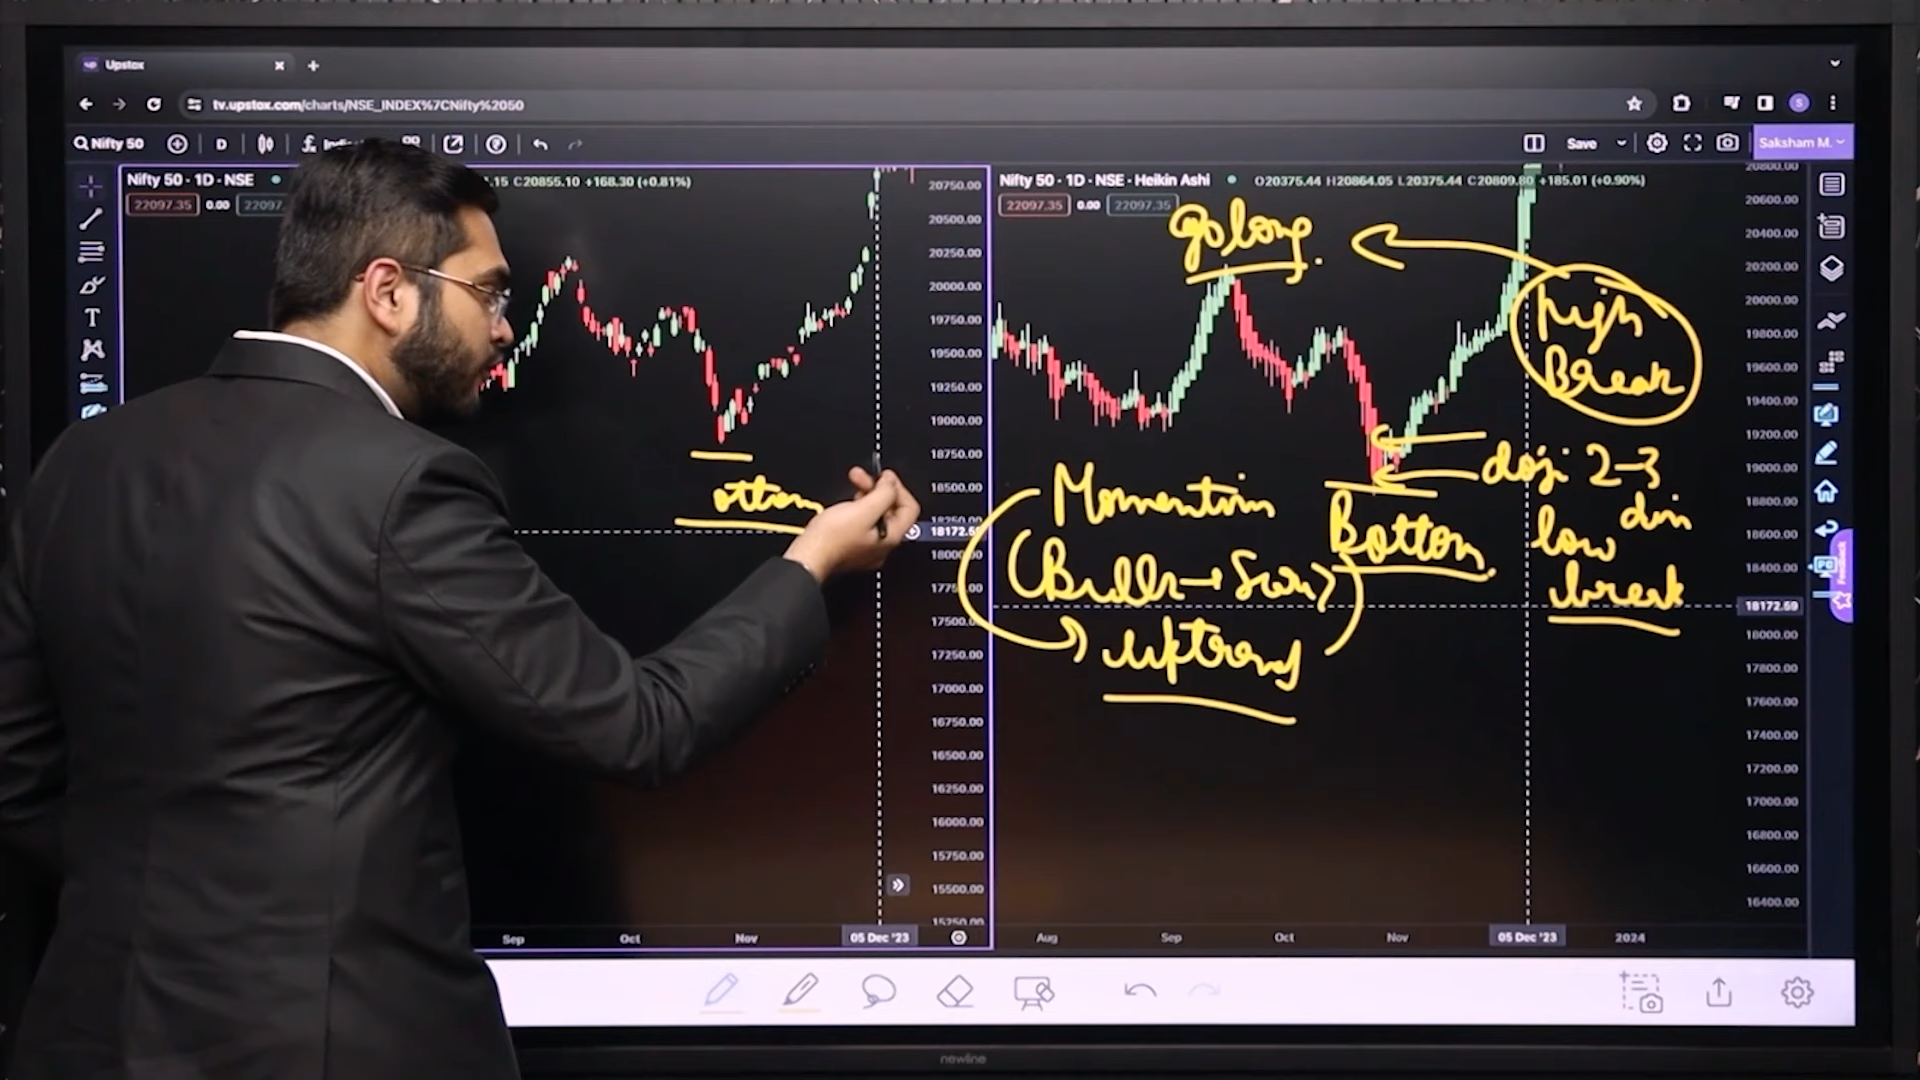 Upstox
tv.upstox.com/charts/NSE_INDEX%7CNifty%2050
Nifty 50
D
Save
Saksham M.
Nifty 50 · 1D · NSE
.15 C20855.10 +168.30 (+0.81%)
22097.35 0.00
Nifty 50 · 1D · NSE · Heikin Ashi
O20375.44 H20864.05 L20375.44 C20809.80 +185.01 (+0.90%)
22097.35 0.00 22097.35
20750.00
20500.00
20250.00
20000.00
19750.00
19500.00
19250.00
19000.00
18750.00
18500.00
18172.59
17500.00
17250.00
17000.00
16750.00
16500.00
16250.00
16000.00
15750.00
15500.00
15250.00
Sep Oct Nov 05 Dec '23
go long.
High
Break
doji 2-3
din
low
break
Bottom
Momentum
(Bulls →
uptrend
20800.00
20600.00
20400.00
20200.00
20000.00
19800.00
19600.00
19400.00
19200.00
19000.00
18800.00
18600.00
18400.00
18172.59
18000.00
17800.00
17600.00
17400.00
17200.00
17000.00
16800.00
16600.00
16400.00
Aug Sep Oct Nov 05 Dec '23 2024
Feedback
newline